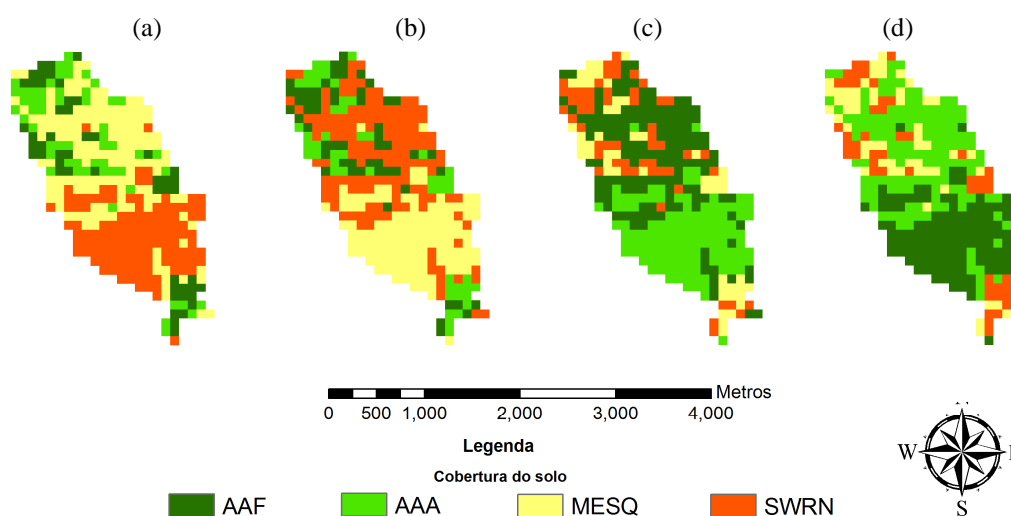 (a) (b) (c) (d)
Metros
0 500 1,000 2,000 3,000 4,000
Legenda
Cobertura do solo
AAF AAA MESQ SWRN
W
S